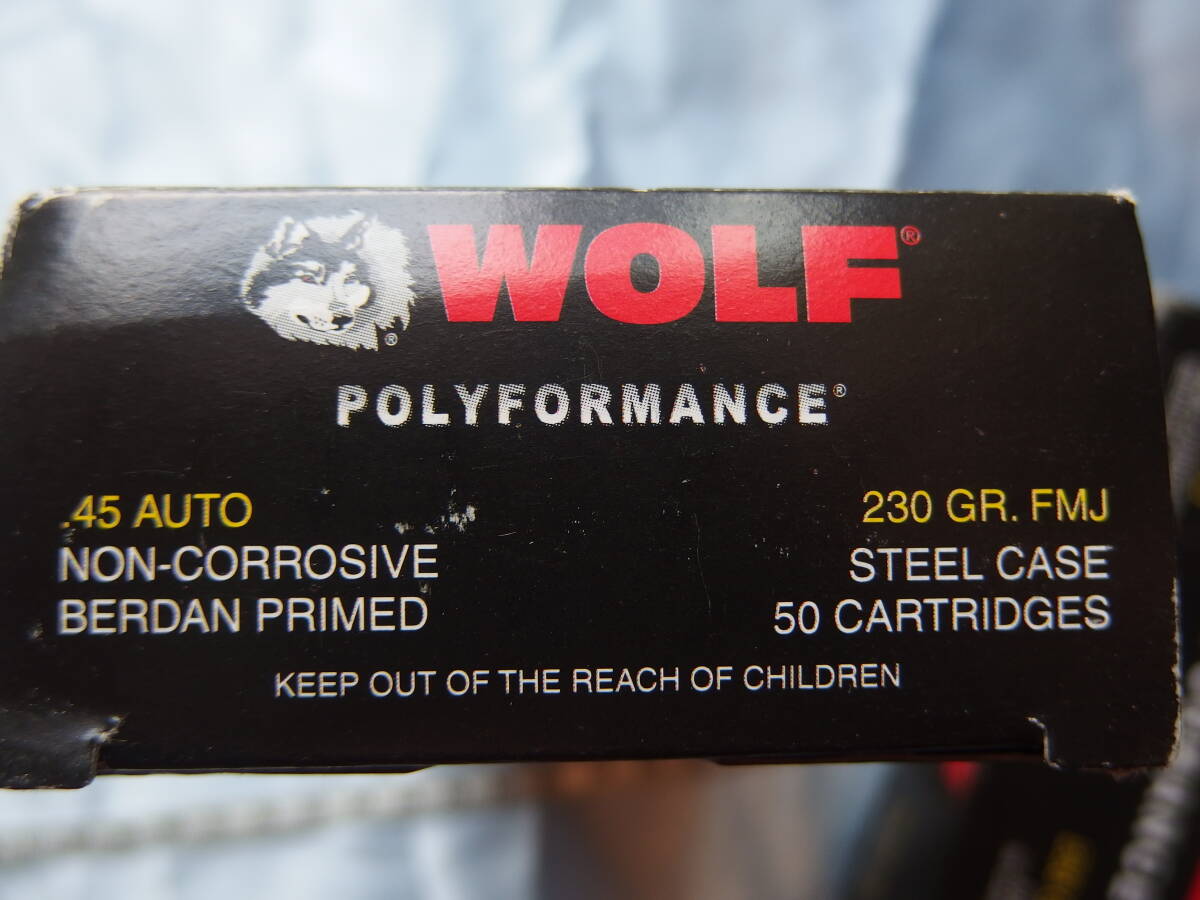 WOLF®
®
POLYFORMANCE®
.45 AUTO
NON-CORROSIVE
BERDAN PRIMED
230 GR. FMJ
STEEL CASE
50 CARTRIDGES
KEEP OUT OF THE REACH OF CHILDREN